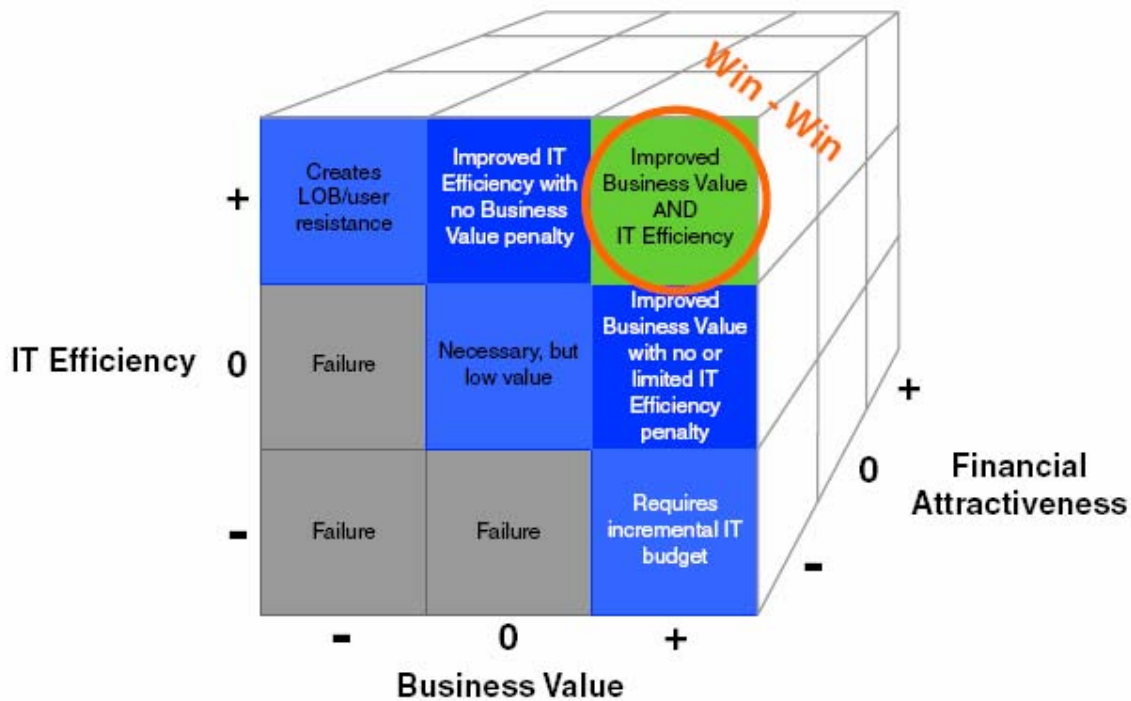 Win - Win
+
Creates
LOB/user
resistance
Improved IT
Efficiency with
no Business
Value penalty
Improved
Business Value
AND
IT Efficiency
IT Efficiency
0
Failure
Necessary, but
low value
Improved
Business Value
with no or
limited IT
Efficiency
penalty
-
Failure
Failure
Requires
incremental IT
budget
-
0
+
Business Value
+
0
-
Financial
Attractiveness